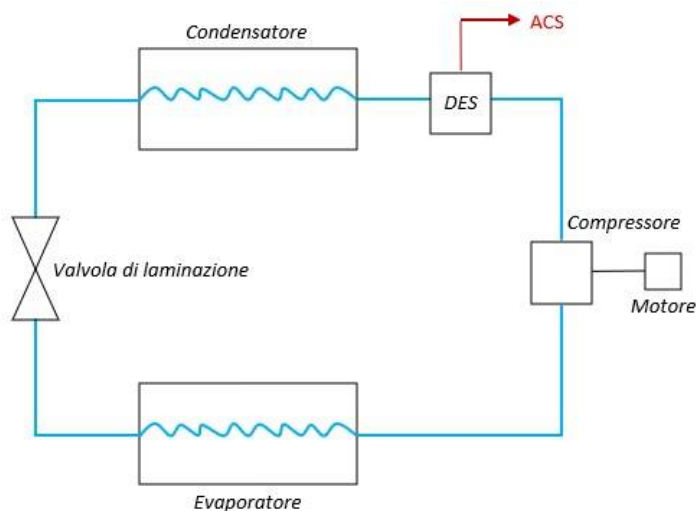 Condensatore
ACS
DES
Compressore
Valvola di laminazione
Motore
Evaporatore